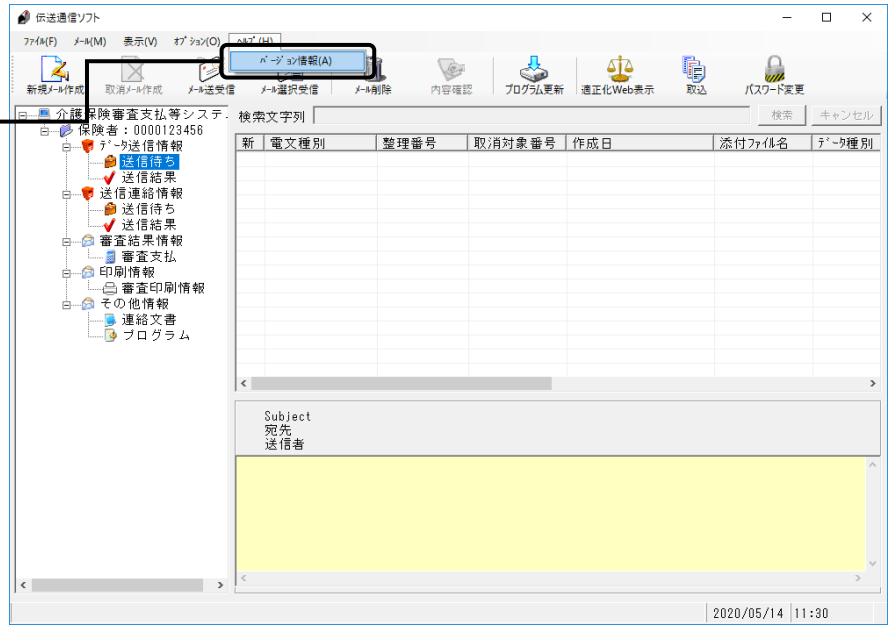 伝送通信ソフト
ﾌｧｲﾙ(F) ﾒｰﾙ(M) 表示(V) ｵﾌﾟｼｮﾝ(O) ﾍﾙﾌﾟ(H)
ﾊﾞｰｼﾞｮﾝ情報(A)
新規ﾒｰﾙ作成 取消ﾒｰﾙ作成 ﾒｰﾙ送受信 ﾒｰﾙ選択受信 ﾒｰﾙ削除 内容確認 ﾌﾟﾛｸﾞﾗﾑ更新 適正化Web表示 取込 ﾊﾟｽﾜｰﾄﾞ変更
介護保険審査支払等システ.
保険者：0000123456
ﾃﾞｰﾀ送信情報
送信待ち
送信結果
送信連絡情報
送信待ち
送信結果
審査結果情報
審査支払
印刷情報
審査印刷情報
その他情報
連絡文書
プログラム
検索文字列 検索 キャンセル
新 電文種別 整理番号 取消対象番号 作成日 添付ﾌｧｲﾙ名 ﾃﾞｰﾀ種別
Subject
宛先
送信者
2020/05/14 11:30